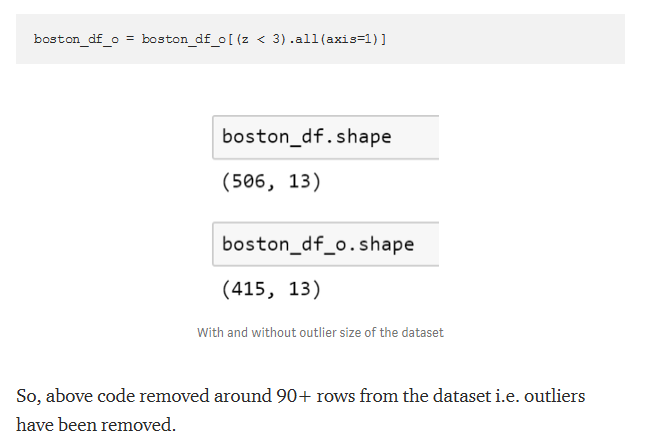 boston_df_o = boston_df_o[(z < 3).all(axis=1)]
boston_df.shape
(506, 13)
boston_df_o.shape
(415, 13)
With and without outlier size of the dataset
So, above code removed around 90+ rows from the dataset i.e. outliers
have been removed.